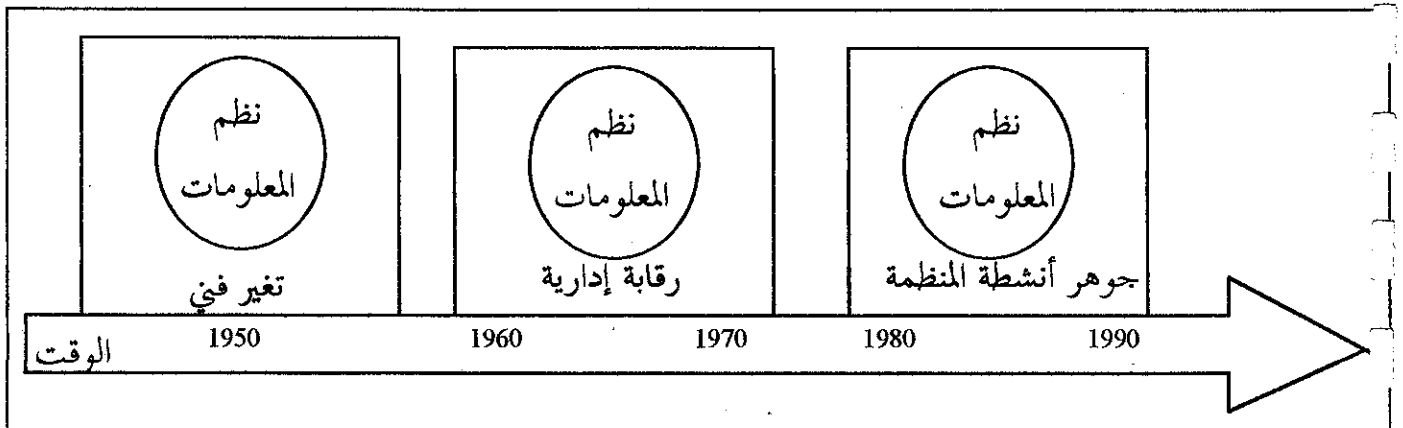 نظم
المعلومات
تغير فني
نظم
المعلومات
رقابة إدارية
نظم
المعلومات
جوهر أنشطة المنظمة
الوقت
1950
1960
1970
1980
1990